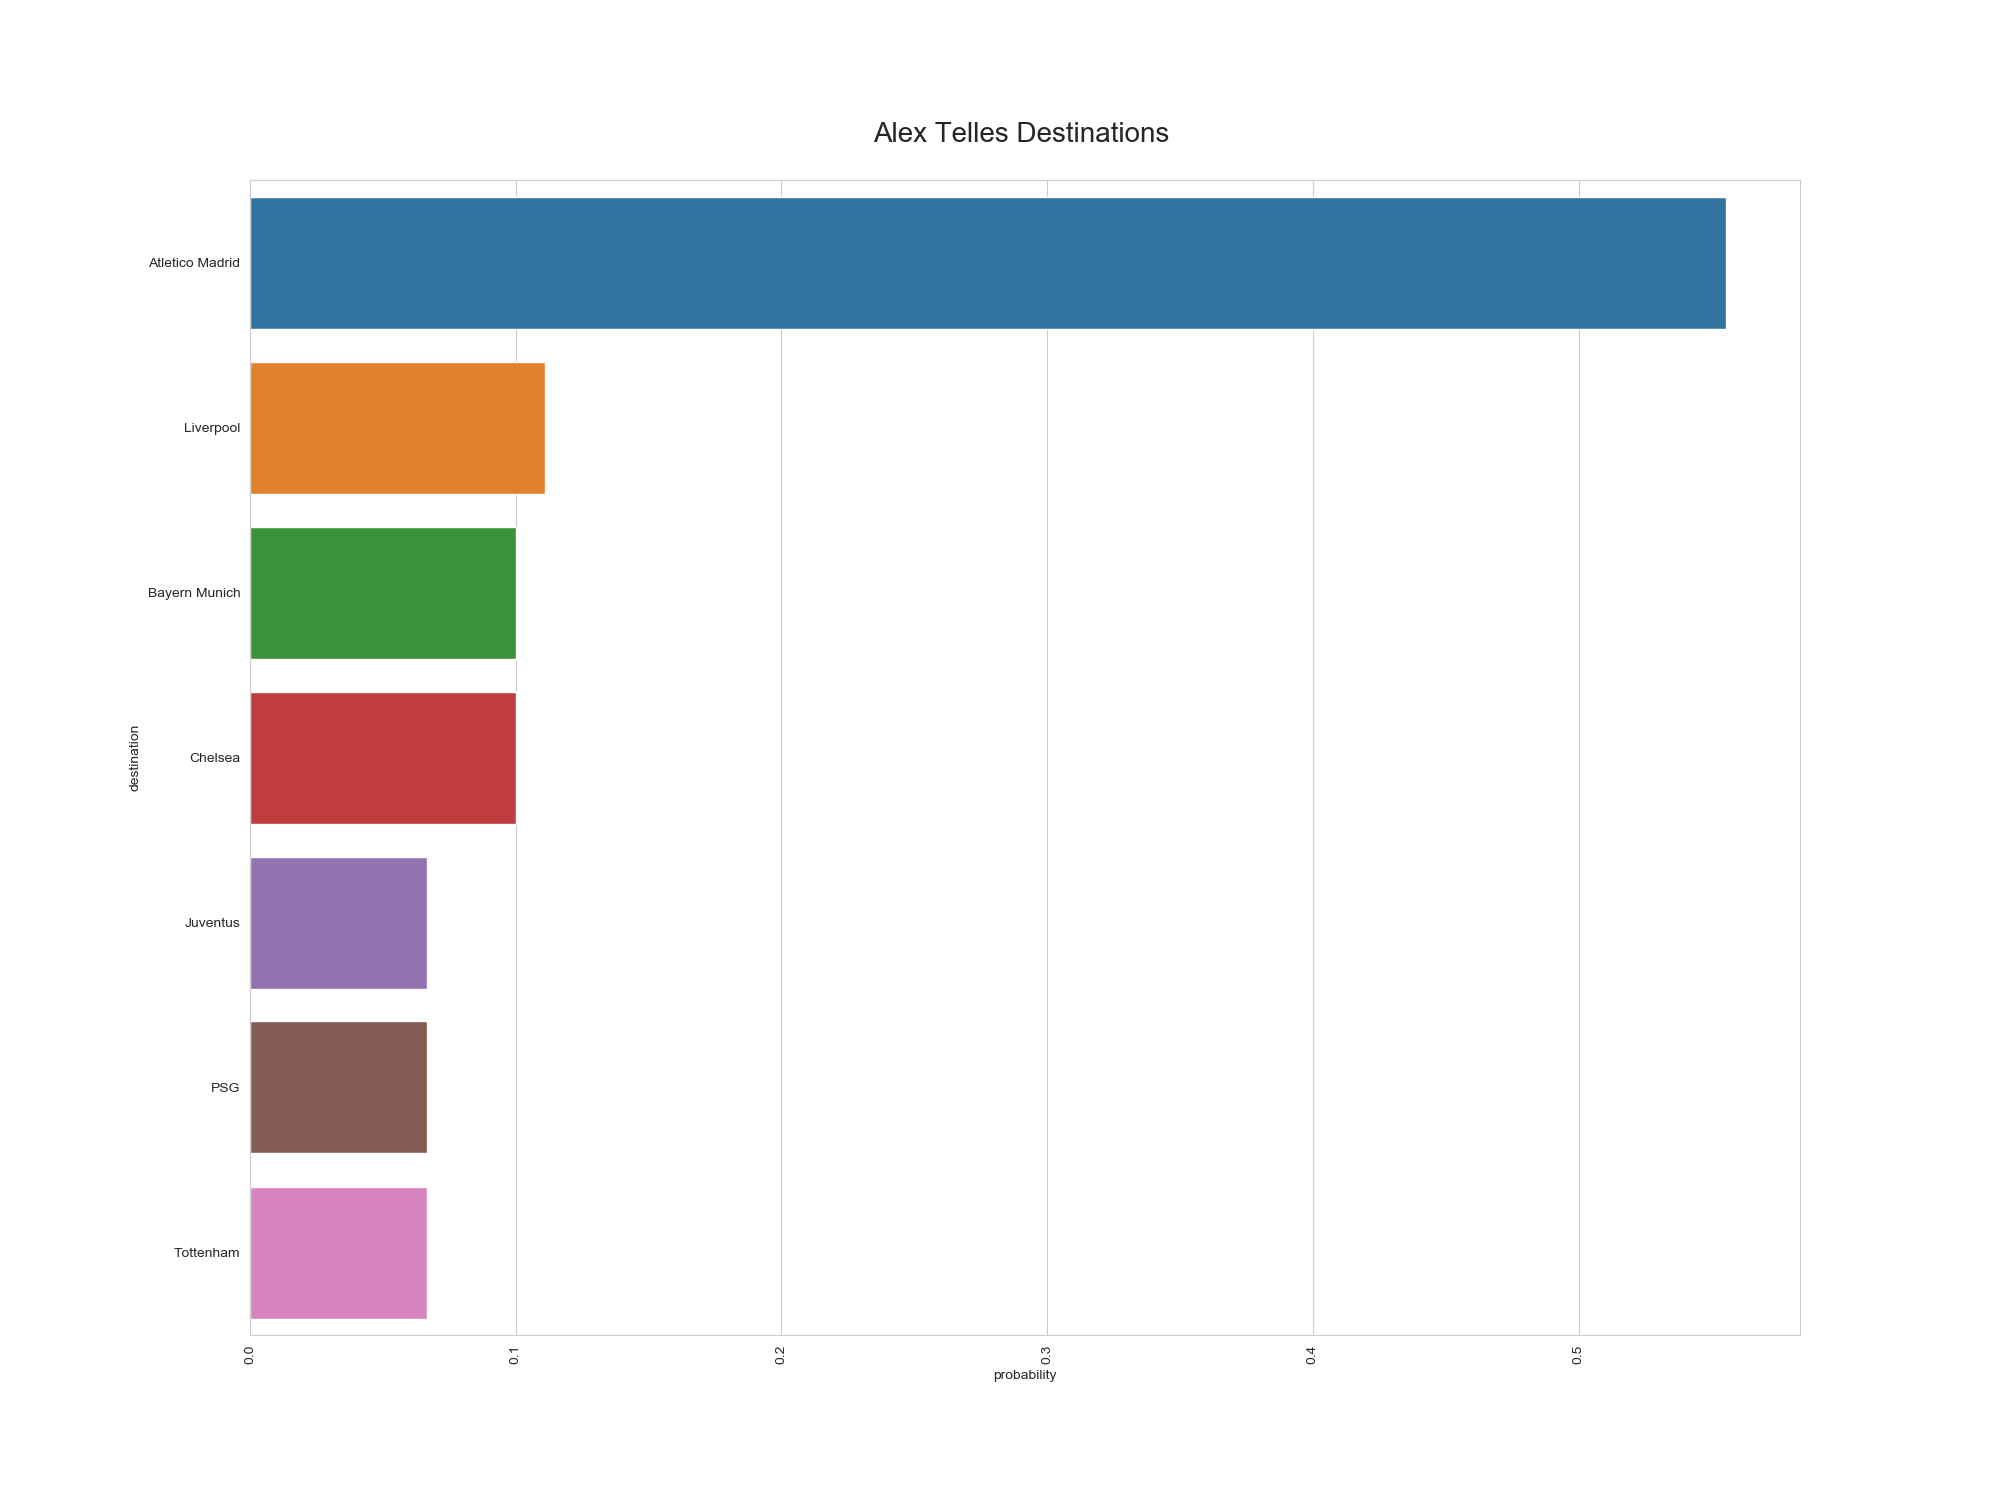 Alex Telles Destinations
Atletico Madrid
Liverpool
Bayern Munich
Chelsea
destination
Juventus
PSG
Tottenham
0.0
0.1
0.2
0.3
0.4
0.5
probability